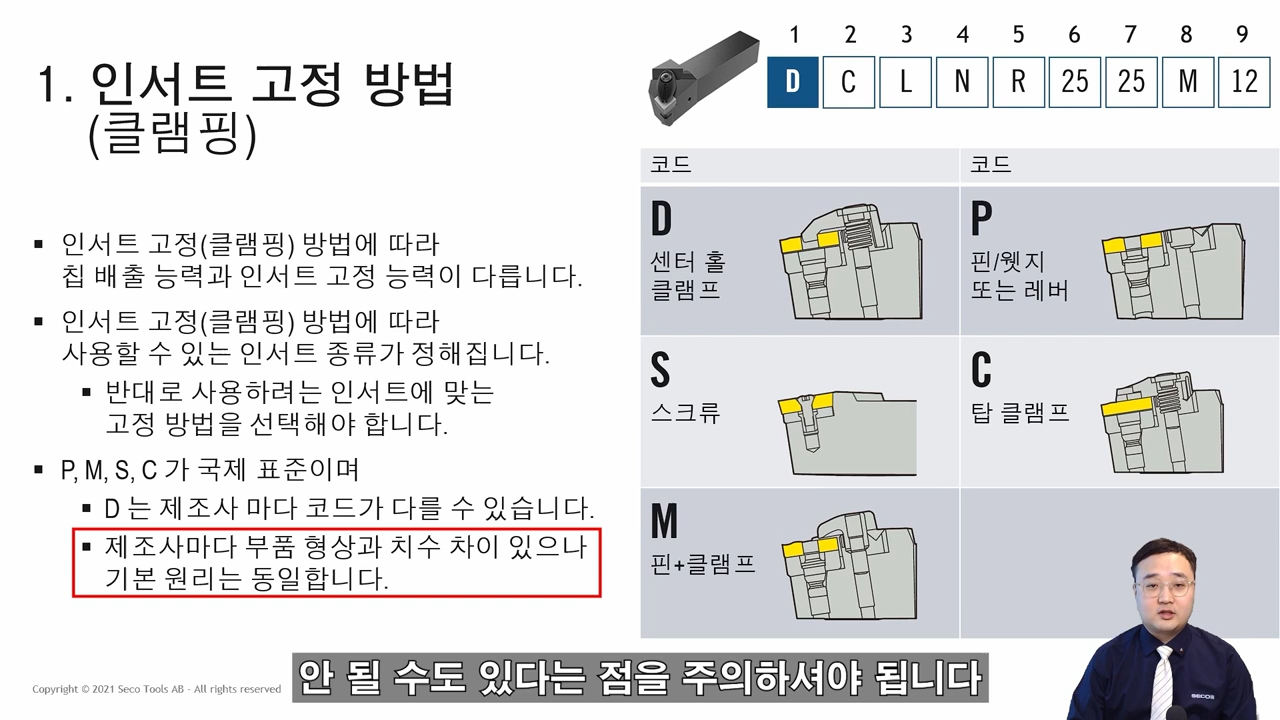 1. 인서트 고정 방법
(클램핑)
1 2 3 4 5 6 7 8 9
D C L N R 25 25 M 12
▪ 인서트 고정(클램핑) 방법에 따라
칩 배출 능력과 인서트 고정 능력이 다릅니다.
▪ 인서트 고정(클램핑) 방법에 따라
사용할 수 있는 인서트 종류가 정해집니다.
▪ 반대로 사용하려는 인서트에 맞는
고정 방법을 선택해야 합니다.
▪ P, M, S, C 가 국제 표준이며
▪ D 는 제조사 마다 코드가 다를 수 있습니다.
▪ 제조사마다 부품 형상과 치수 차이 있으나
기본 원리는 동일합니다.
코드 코드
D
센터 홀
클램프
P
핀/웻지
또는 레버
S
스크류
C
탑 클램프
M
핀+클램프
SECO
안 될 수도 있다는 점을 주의하셔야 됩니다
Copyright © 2021 Seco Tools AB – All rights reserved